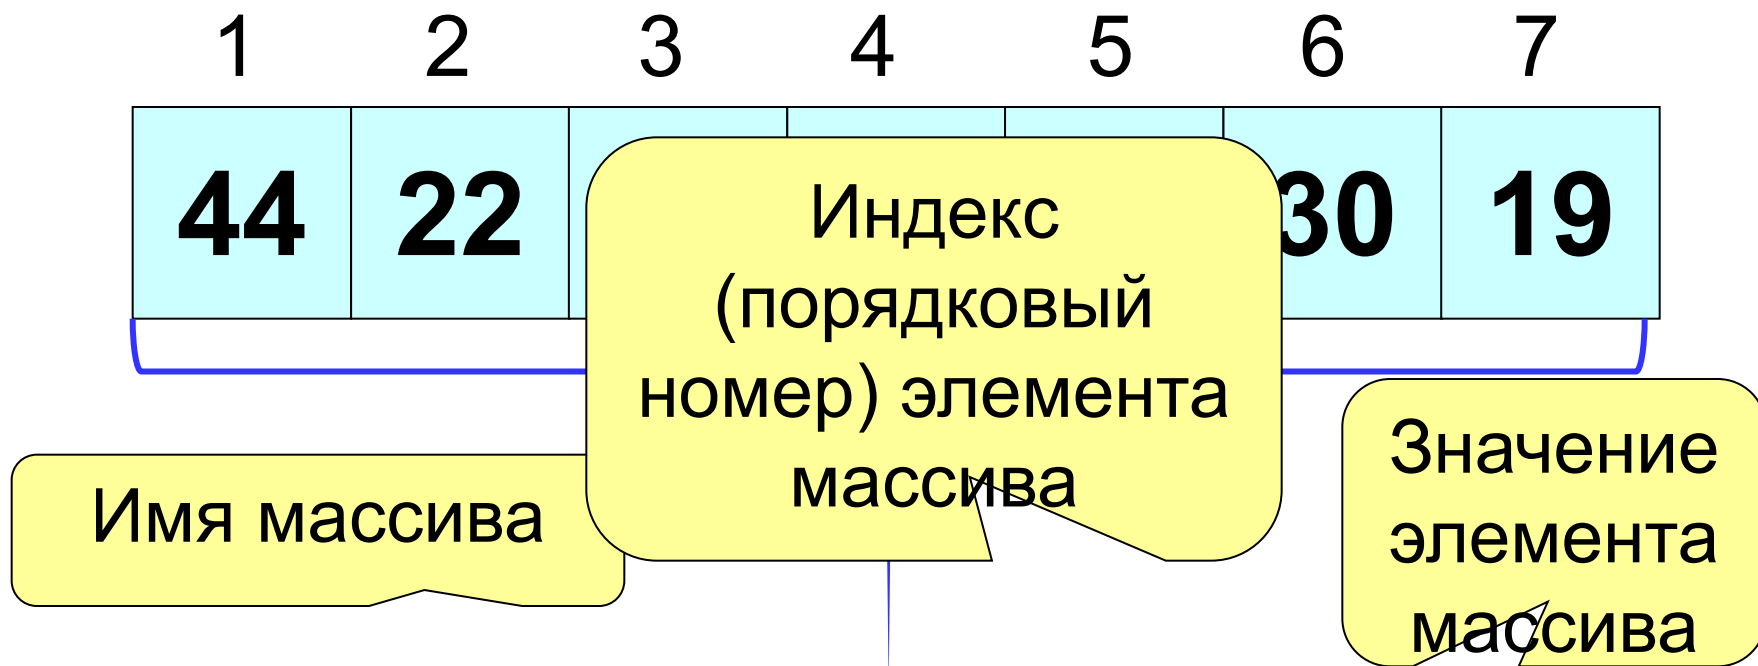 1 2 3 4 5 6 7
44 22 30 19
Индекс
(порядковый
номер) элемента
массива
Имя массива
Значение
элемента
массива